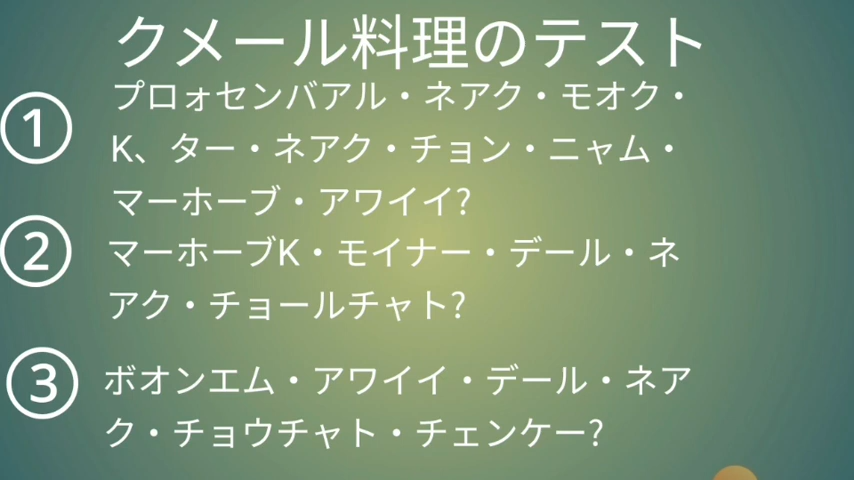 クメール料理のテスト
① プロォセンバアル・ネアク・モオク・
K、ター・ネアク・チョン・ニャム・
マーホーブ・アワイイ?
② マーホーブK・モイナー・デール・ネ
アク・チョールチャト?
③ ボオンエム・アワイイ・デール・ネア
ク・チョウチャト・チェンケー?